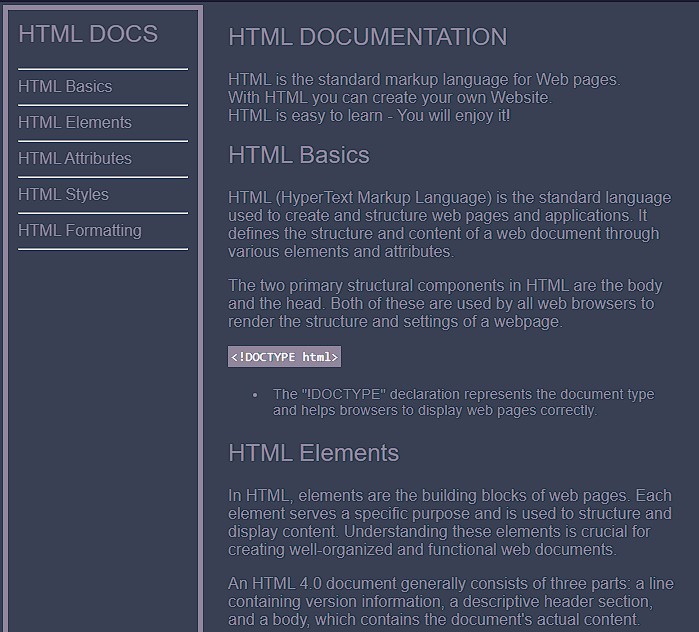 HTML DOCS
HTML Basics
HTML Elements
HTML Attributes
HTML Styles
HTML Formatting
HTML DOCUMENTATION
HTML is the standard markup language for Web pages.
With HTML you can create your own Website.
HTML is easy to learn - You will enjoy it!
HTML Basics
HTML (HyperText Markup Language) is the standard language
used to create and structure web pages and applications. It
defines the structure and content of a web document through
various elements and attributes.
The two primary structural components in HTML are the body
and the head. Both of these are used by all web browsers to
render the structure and settings of a webpage.
<!DOCTYPE html>
• The "!DOCTYPE" declaration represents the document type
and helps browsers to display web pages correctly.
HTML Elements
In HTML, elements are the building blocks of web pages. Each
element serves a specific purpose and is used to structure and
display content. Understanding these elements is crucial for
creating well-organized and functional web documents.
An HTML 4.0 document generally consists of three parts: a line
containing version information, a descriptive header section,
and a body, which contains the document's actual content.